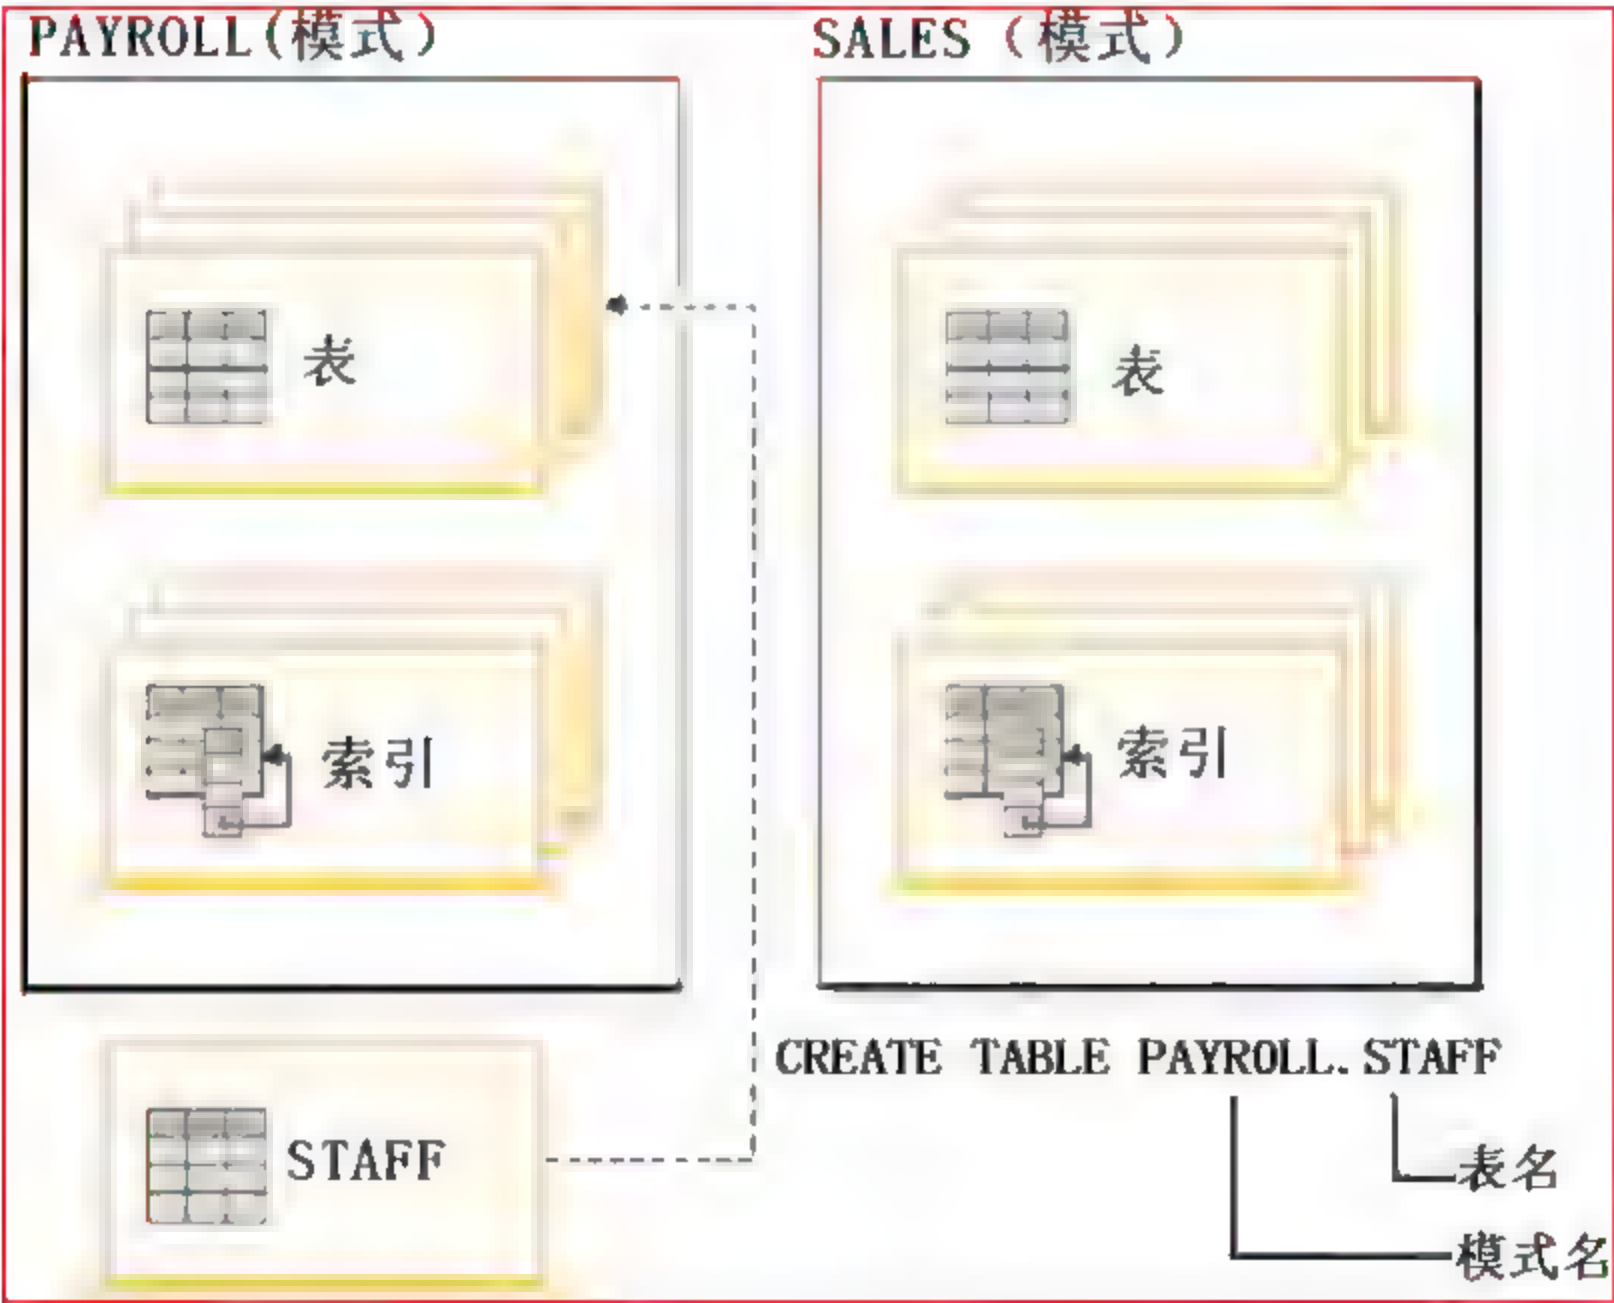 PAYROLL(模式)
SALES (模式)
表
表
索引
索引
CREATE TABLE PAYROLL.STAFF
STAFF
表名
模式名